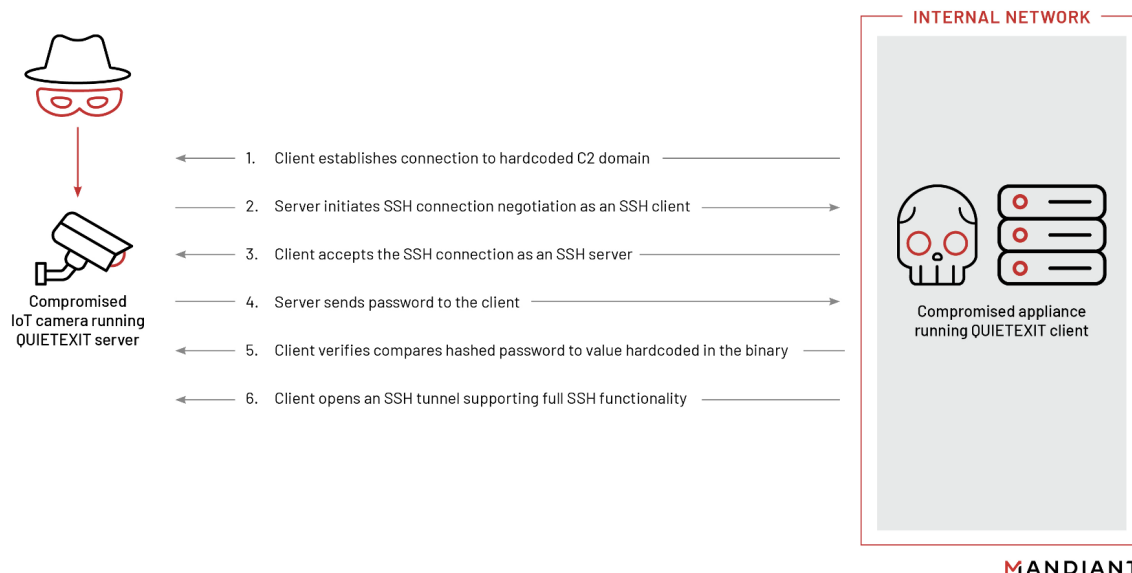 INTERNAL NETWORK
1. Client establishes connection to hardcoded C2 domain
2. Server initiates SSH connection negotiation as an SSH client
3. Client accepts the SSH connection as an SSH server
4. Server sends password to the client
5. Client verifies compares hashed password to value hardcoded in the binary
6. Client opens an SSH tunnel supporting full SSH functionality
Compromised
IoT camera running
QUIETEXIT server
Compromised appliance
running QUIETEXIT client
MANDIANT